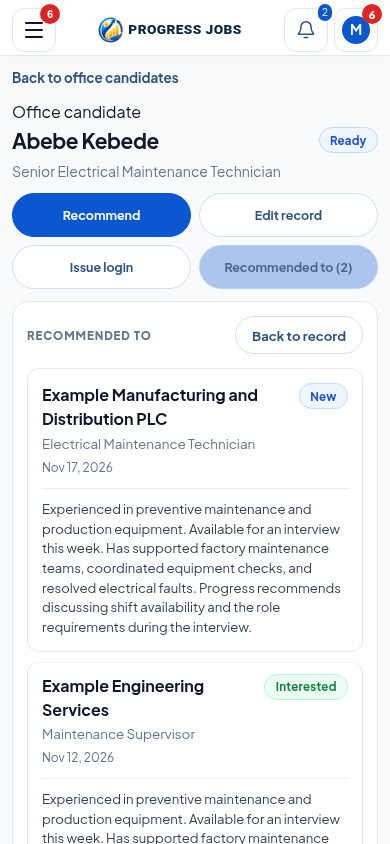 6
PROGRESS JOBS
2
M
6
Back to office candidates
Office candidate
Abebe Kebede
Ready
Senior Electrical Maintenance Technician
Recommend
Edit record
Issue login
Recommended to (2)
RECOMMENDED TO
Back to record
Example Manufacturing and
Distribution PLC
New
Electrical Maintenance Technician
Nov 17, 2026
Experienced in preventive maintenance and
production equipment. Available for an interview
this week. Has supported factory maintenance
teams, coordinated equipment checks, and
resolved electrical faults. Progress recommends
discussing shift availability and the role
requirements during the interview.
Example Engineering
Services
Interested
Maintenance Supervisor
Nov 12, 2026
Experienced in preventive maintenance and
production equipment. Available for an interview
this week. Has supported factory maintenance